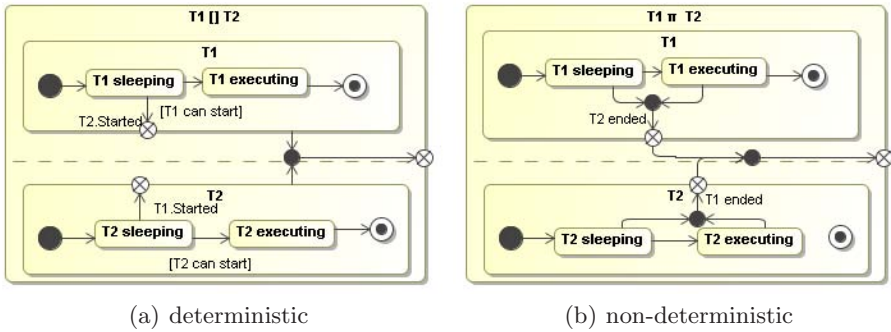 T1 [] T2
T1
T1 sleeping
T1 executing
[T1 can start]
T2.Started
T2
T1.Started
T2 sleeping
T2 executing
[T2 can start]
(a) deterministic
T1 π T2
T1
T1 sleeping
T1 executing
T2 ended
T2
T1 ended
T2 sleeping
T2 executing
(b) non-deterministic